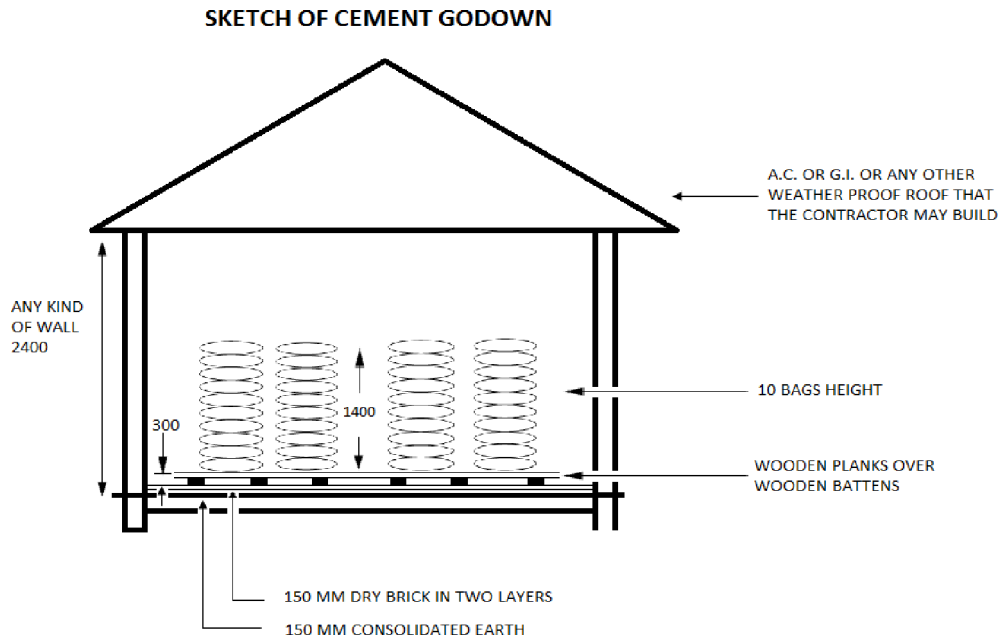 SKETCH OF CEMENT GODOWN
A.C. OR G.I. OR ANY OTHER
WEATHER PROOF ROOF THAT
THE CONTRACTOR MAY BUILD
ANY KIND
OF WALL
2400
10 BAGS HEIGHT
1400
300
WOODEN PLANKS OVER
WOODEN BATTENS
150 MM DRY BRICK IN TWO LAYERS
150 MM CONSOLIDATED EARTH